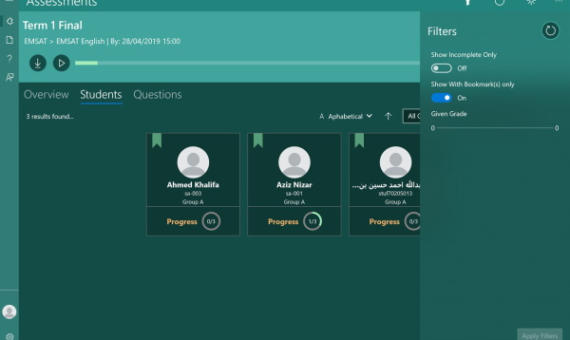 Assessments
Term 1 Final
EMSAT > EMSAT English | By: 28/04/2019 15:00
Overview Students Questions
3 results found...
A Aphabetical
All
Ahmed Khalifa
sa-003
Group A
Progress 0/3
Aziz Nizar
sa-001
Group A
Progress 1/3
عبدالله احمد حسين بن...
stuff0205013
Group A
Progress 0/3
Filters
Show Incomplete Only
Off
Show With Bookmark(s) only
On
Given Grade
0 0
Apply Filters